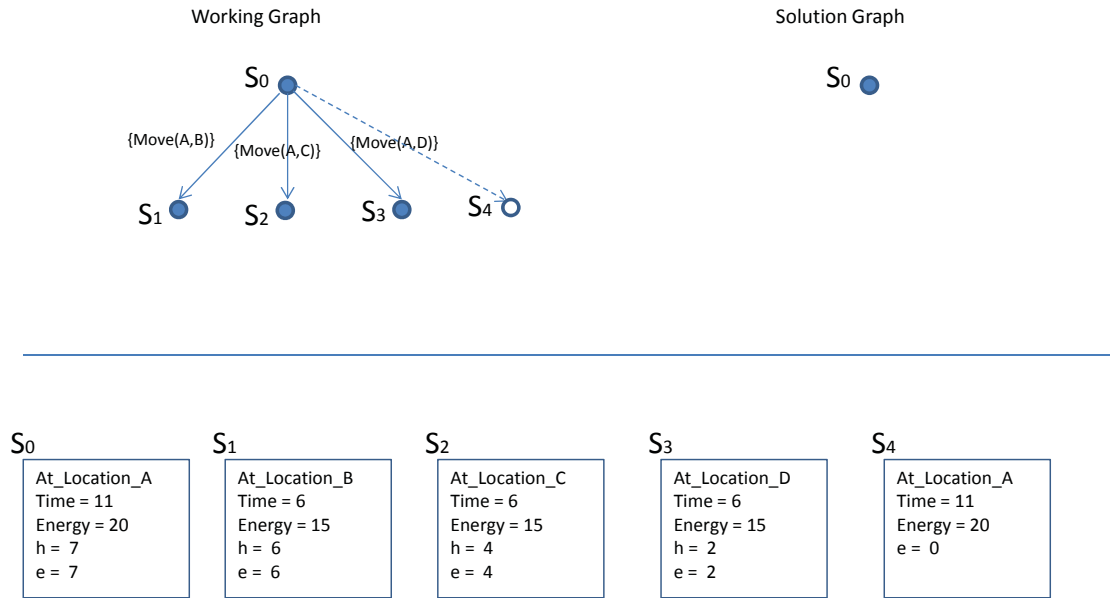 Working Graph
Solution Graph
S0
S0
{Move(A,B)}
{Move(A,C)}
{Move(A,D)}
S1
S2
S3
S4
S0
S1
S2
S3
S4
At_Location_A
Time = 11
Energy = 20
h = 7
e = 7
At_Location_B
Time = 6
Energy = 15
h = 6
e = 6
At_Location_C
Time = 6
Energy = 15
h = 4
e = 4
At_Location_D
Time = 6
Energy = 15
h = 2
e = 2
At_Location_A
Time = 11
Energy = 20
e = 0